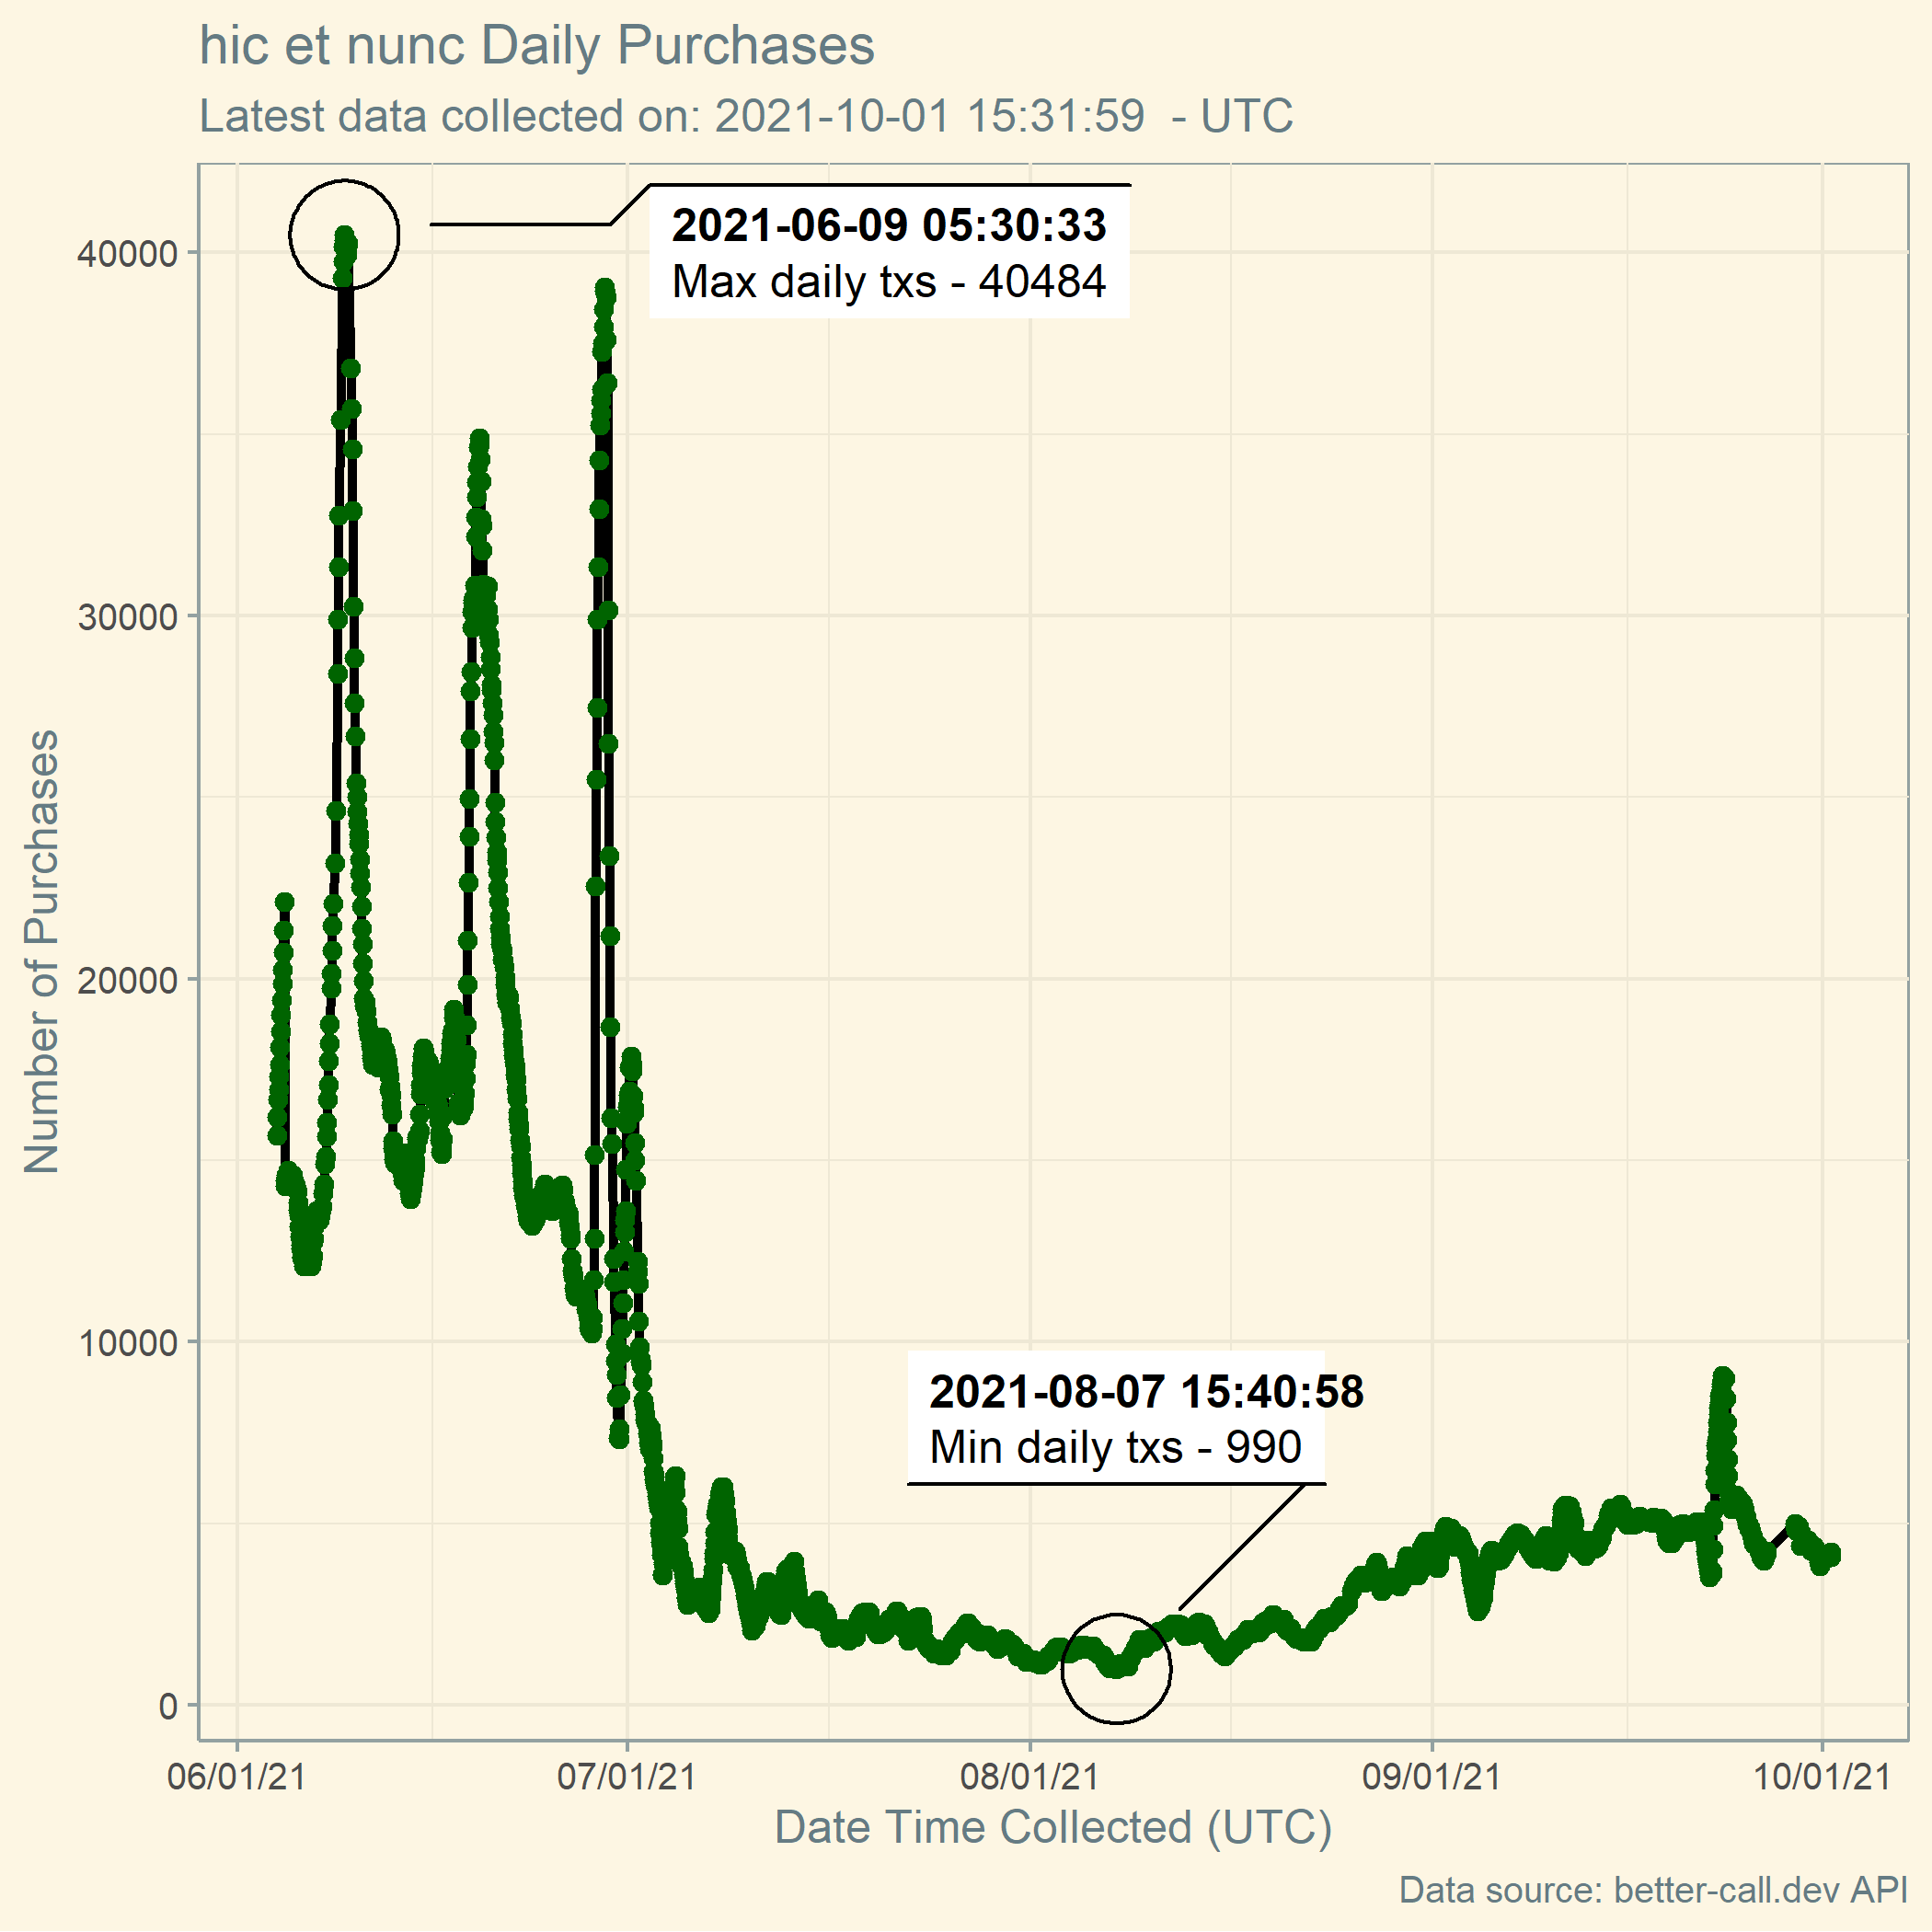 hic et nunc Daily Purchases
Latest data collected on: 2021-10-01 15:31:59  - UTC
2021-06-09 05:30:33
Max daily txs - 40484
40000
30000
20000
10000
0
Number of Purchases
2021-08-07 15:40:58
Min daily txs - 990
06/01/21 07/01/21 08/01/21 09/01/21 10/01/21
Date Time Collected (UTC)
Data source: better-call.dev API